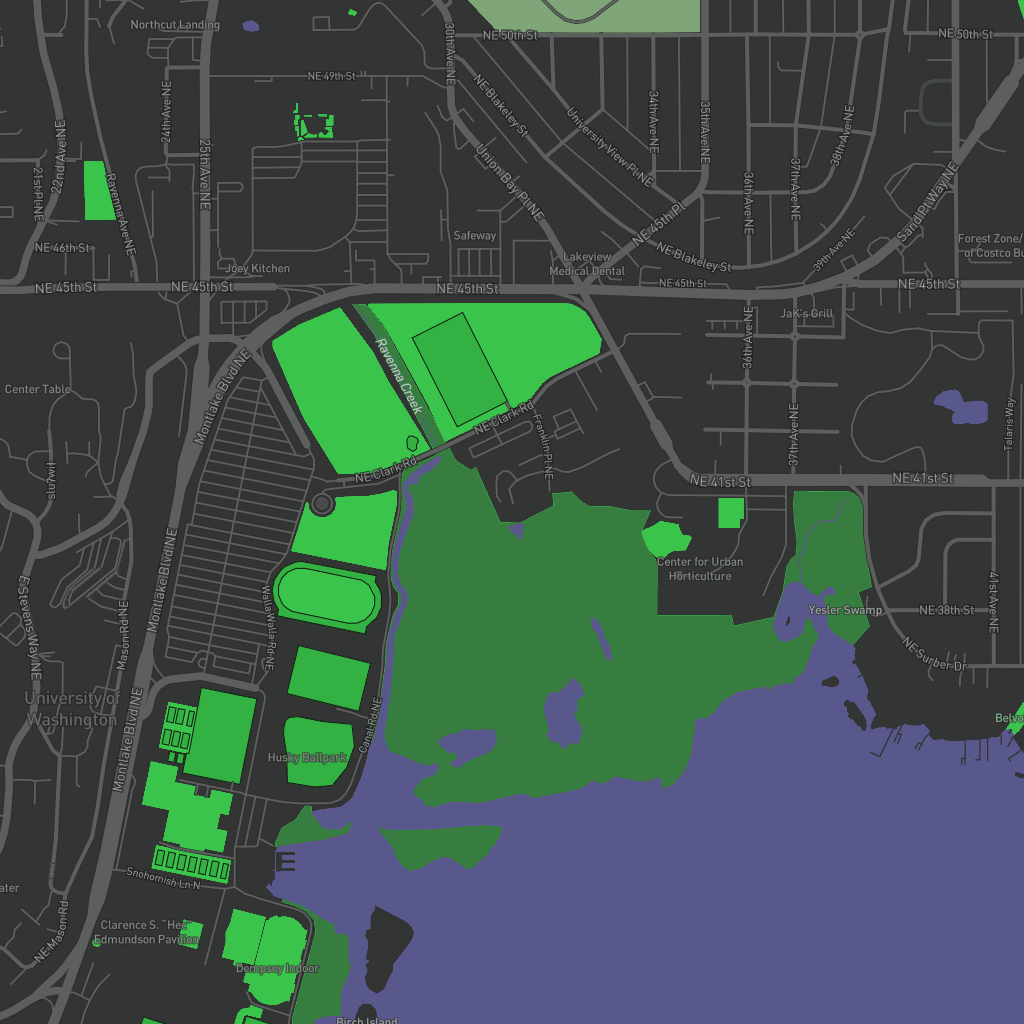 Northcut Landing
NE 50th St
NE 50th St
30th Ave NE
NE 49th St
24th Ave NE
25th Ave NE
22nd Ave NE
21st Pl NE
Ravenna Ave NE
NE Blakeley St
University View Pl NE
34th Ave NE
35th Ave NE
36th Ave NE
37th Ave NE
38th Ave NE
Union Bay Pl NE
NE 45th Pl
Sand Pt Way NE
39th Ave NE
NE 46th St
Safeway
Joey Kitchen
Lakeview
Medical Dental
NE Blakeley St
Forest Zone/
of Costco Bu
NE 45th St
NE 45th St
NE 45th St
NE 45th St
NE 45th St
JaK's Grill
36th Ave NE
37th Ave NE
Center Table
Montlake Blvd NE
Ravenna Creek
NE Clark Rd
NE Clark Rd
Franklin Pl NE
Talaris Way
NE 41st St
NE 41st St
sluʔwił
Montlake Blvd NE
E Stevens Way NE
Mason Rd NE
Walla Walla Rd NE
Center for Urban
Horticulture
Yesler Swamp
NE 38th St
41st Ave NE
NE Surber Dr
University of
Washington
Montlake Blvd NE
Canal Rd NE
Husky Ballpark
Belvo
Snohomish Ln N
ater
NE Mason Rd
Clarence S. "Hec"
Edmundson Pavilion
Dempsey Indoor
Birch Island